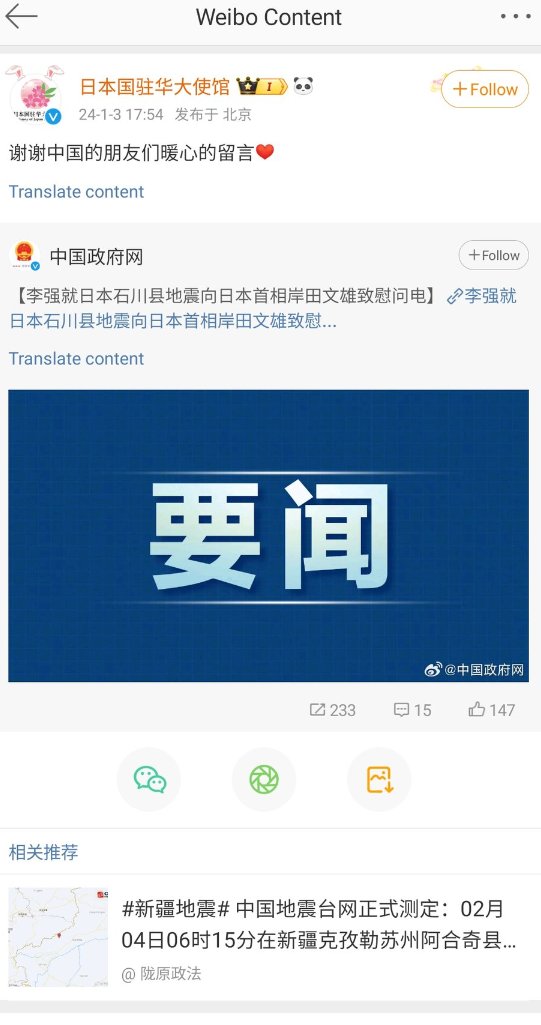 Weibo Content
日本国驻华大使馆
I
+Follow
24-1-3 17:54 发布于 北京
谢谢中国的朋友们暖心的留言
Translate content
中国政府网
+Follow
【李强就日本石川县地震向日本首相岸田文雄致慰问电】李强就
日本石川县地震向日本首相岸田文雄致慰...
Translate content
要闻
@中国政府网
233
15
147
相关推荐
#新疆地震# 中国地震台网正式测定：02月
04日06时15分在新疆克孜勒苏州阿合奇县...
@ 陇原政法